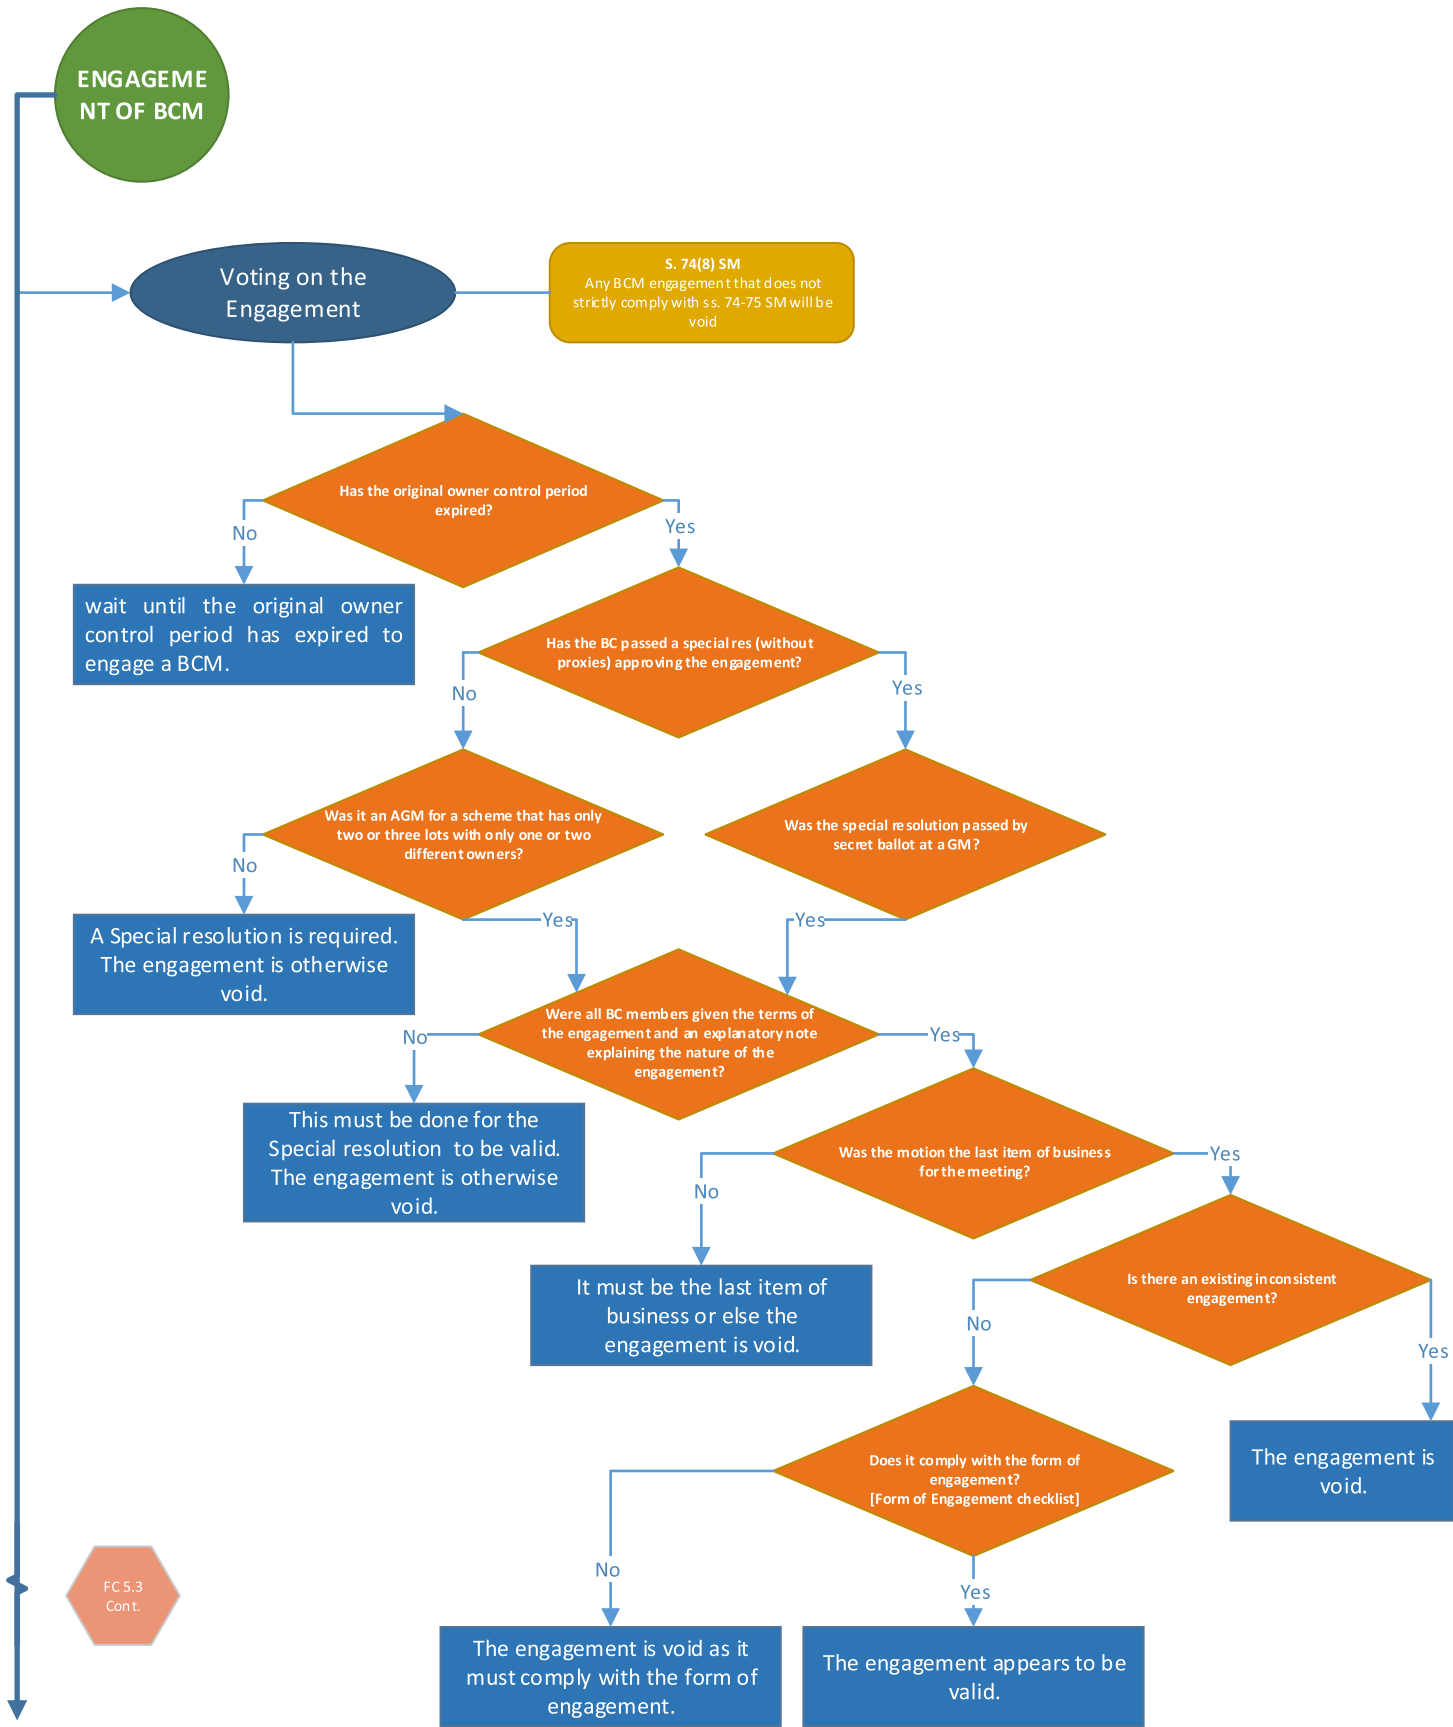 ENGAGEME
NT OF BCM
Voting on the
Engagement
S. 74(8) SM
Any BCM engagement that does not
strictly comply with ss. 74-75 SM will be
void
Has the original owner control period
expired?
No
Yes
wait until the original owner
control period has expired to
engage a BCM.
Has the BC passed a special res (without
proxies) approving the engagement?
No
Yes
Was it an AGM for a scheme that has only
two or three lots with only one or two
different owners?
Was the special resolution passed by
secret ballot at a GM?
No
Yes
Yes
A Special resolution is required.
The engagement is otherwise
void.
Were all BC members given the terms of
the engagement and an explanatory note
explaining the nature of the
engagement?
No
Yes
This must be done for the
Special resolution to be valid.
The engagement is otherwise
void.
Was the motion the last item of business
for the meeting?
No
Yes
It must be the last item of
business or else the
engagement is void.
Is there an existing inconsistent
engagement?
No
Yes
The engagement is
void.
Does it comply with the form of
engagement?
[Form of Engagement checklist]
No
Yes
FC 5.3
Cont.
The engagement is void as it
must comply with the form of
engagement.
The engagement appears to be
valid.